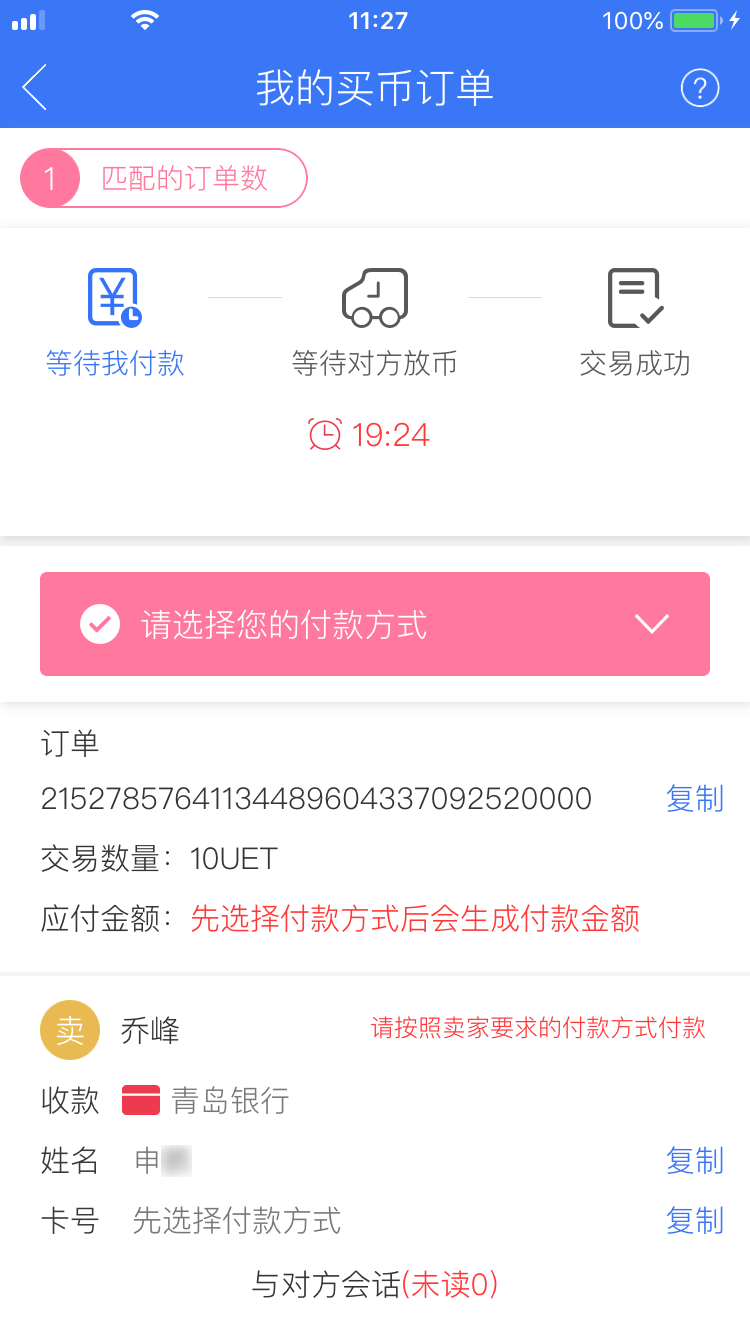 11:27
100%
我的买币订单
?
1 匹配的订单数
等待我付款 等待对方放币 交易成功
19:24
请选择您的付款方式
订单
21527857641134489604337092520000 复制
交易数量：10UET
应付金额：先选择付款方式后会生成付款金额
卖 乔峰 请按照卖家要求的付款方式付款
收款 青岛银行
姓名 申 复制
卡号 先选择付款方式 复制
与对方会话(未读0)